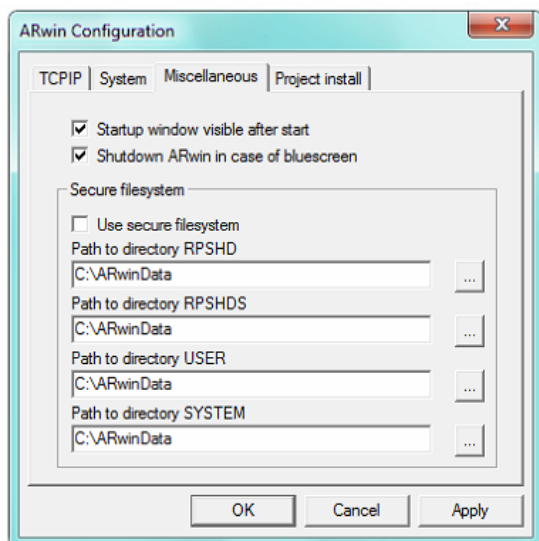 ARwin Configuration
TCPIP System Miscellaneous Project install
Startup window visible after start
Shutdown ARwin in case of bluescreen
Secure filesystem
Use secure filesystem
Path to directory RPSHD
C:\ARwinData
...
Path to directory RPSHDS
C:\ARwinData
...
Path to directory USER
C:\ARwinData
...
Path to directory SYSTEM
C:\ARwinData
...
OK Cancel Apply